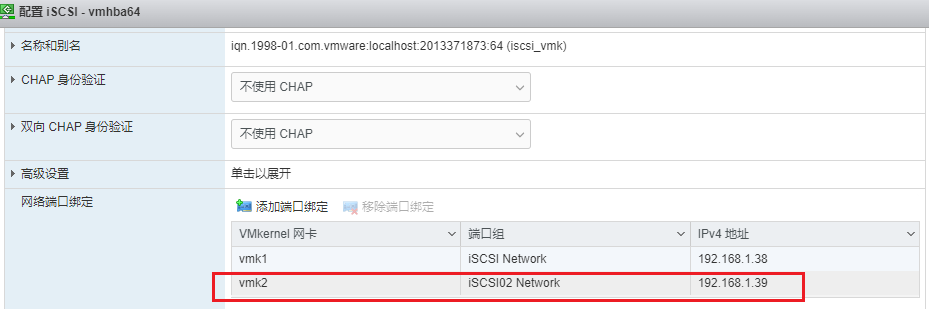 配置 iSCSI - vmhba64
名称和别名 iqn.1998-01.com.vmware:localhost:2013371873:64 (iscsi_vmk)
CHAP 身份验证 不使用 CHAP
双向 CHAP 身份验证 不使用 CHAP
高级设置 单击以展开
网络端口绑定 添加端口绑定 移除端口绑定
VMkernel 网卡 端口组 IPv4 地址
vmk1 iSCSI Network 192.168.1.38
vmk2 iSCSI02 Network 192.168.1.39